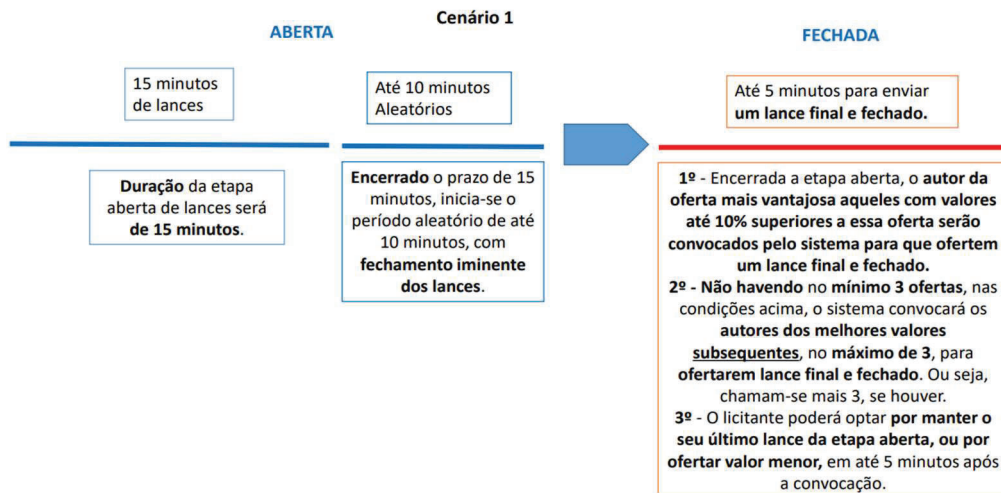 Cenário 1
ABERTA
FECHADA
15 minutos
de lances
Até 10 minutos
Aleatórios
Até 5 minutos para enviar
um lance final e fechado.
Duração da etapa
aberta de lances será
de 15 minutos.
Encerrado o prazo de 15
minutos, inicia-se o
período aleatório de até
10 minutos, com
fechamento iminente
dos lances.
1º - Encerrada a etapa aberta, o autor da
oferta mais vantajosa aqueles com valores
até 10% superiores a essa oferta serão
convocados pelo sistema para que ofertem
um lance final e fechado.
2º - Não havendo no mínimo 3 ofertas, nas
condições acima, o sistema convocará os
autores dos melhores valores
subsequentes, no máximo de 3, para
ofertarem lance final e fechado. Ou seja,
chamam-se mais 3, se houver.
3º - O licitante poderá optar por manter o
seu último lance da etapa aberta, ou por
ofertar valor menor, em até 5 minutos após
a convocação.